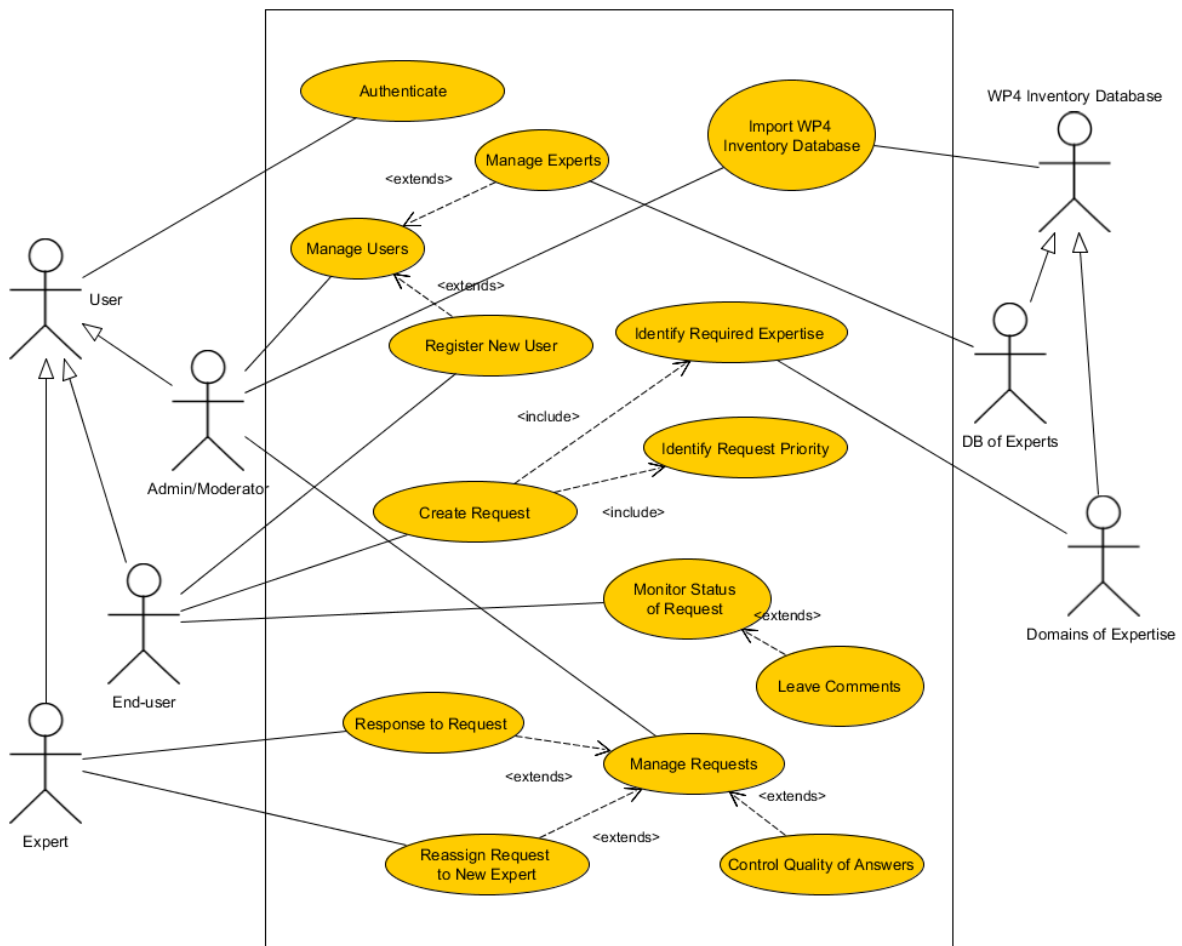 Authenticate
WP4 Inventory Database
Import WP4
Inventory Database
Manage Experts
<extends>
Manage Users
<extends>
User
Register New User
Identify Required Expertise
<include>
DB of Experts
Identify Request Priority
Admin/Moderator
Create Request
<include>
Monitor Status
of Request
<extends>
Domains of Expertise
Leave Comments
End-user
Response to Request
Manage Requests
<extends>
<extends>
<extends>
Expert
Reassign Request
to New Expert
Control Quality of Answers